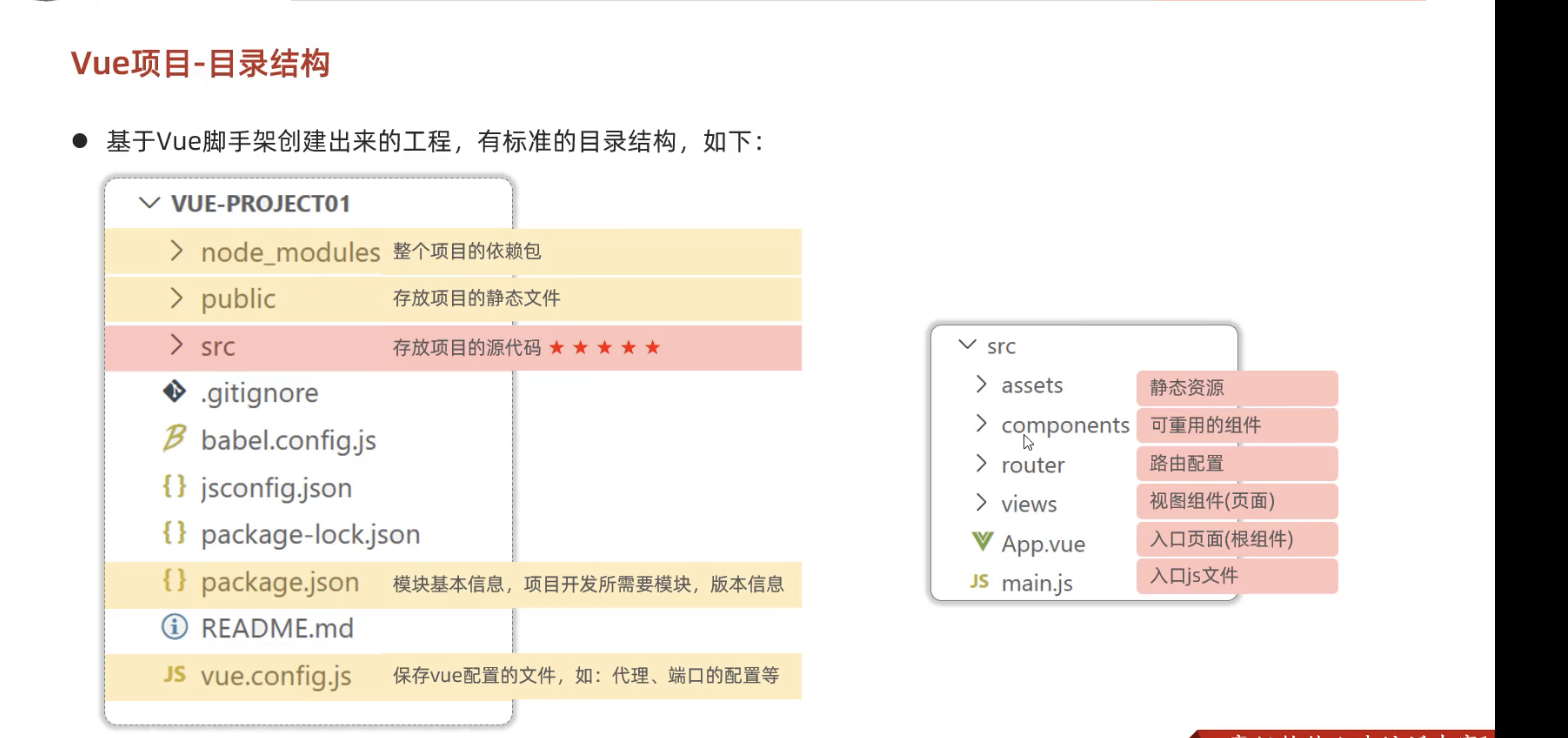 Vue项目-目录结构
● 基于Vue脚手架创建出来的工程，有标准的目录结构，如下：
VUE-PROJECT01
node_modules 整个项目的依赖包
public 存放项目的静态文件
src 存放项目的源代码 ★ ★ ★ ★ ★
.gitignore
babel.config.js
{} jsconfig.json
{} package-lock.json
{} package.json 模块基本信息，项目开发所需要模块，版本信息
README.md
JS vue.config.js 保存vue配置的文件，如：代理、端口的配置等
src
assets 静态资源
components 可重用的组件
router 路由配置
views 视图组件(页面)
App.vue 入口页面(根组件)
JS main.js 入口js文件